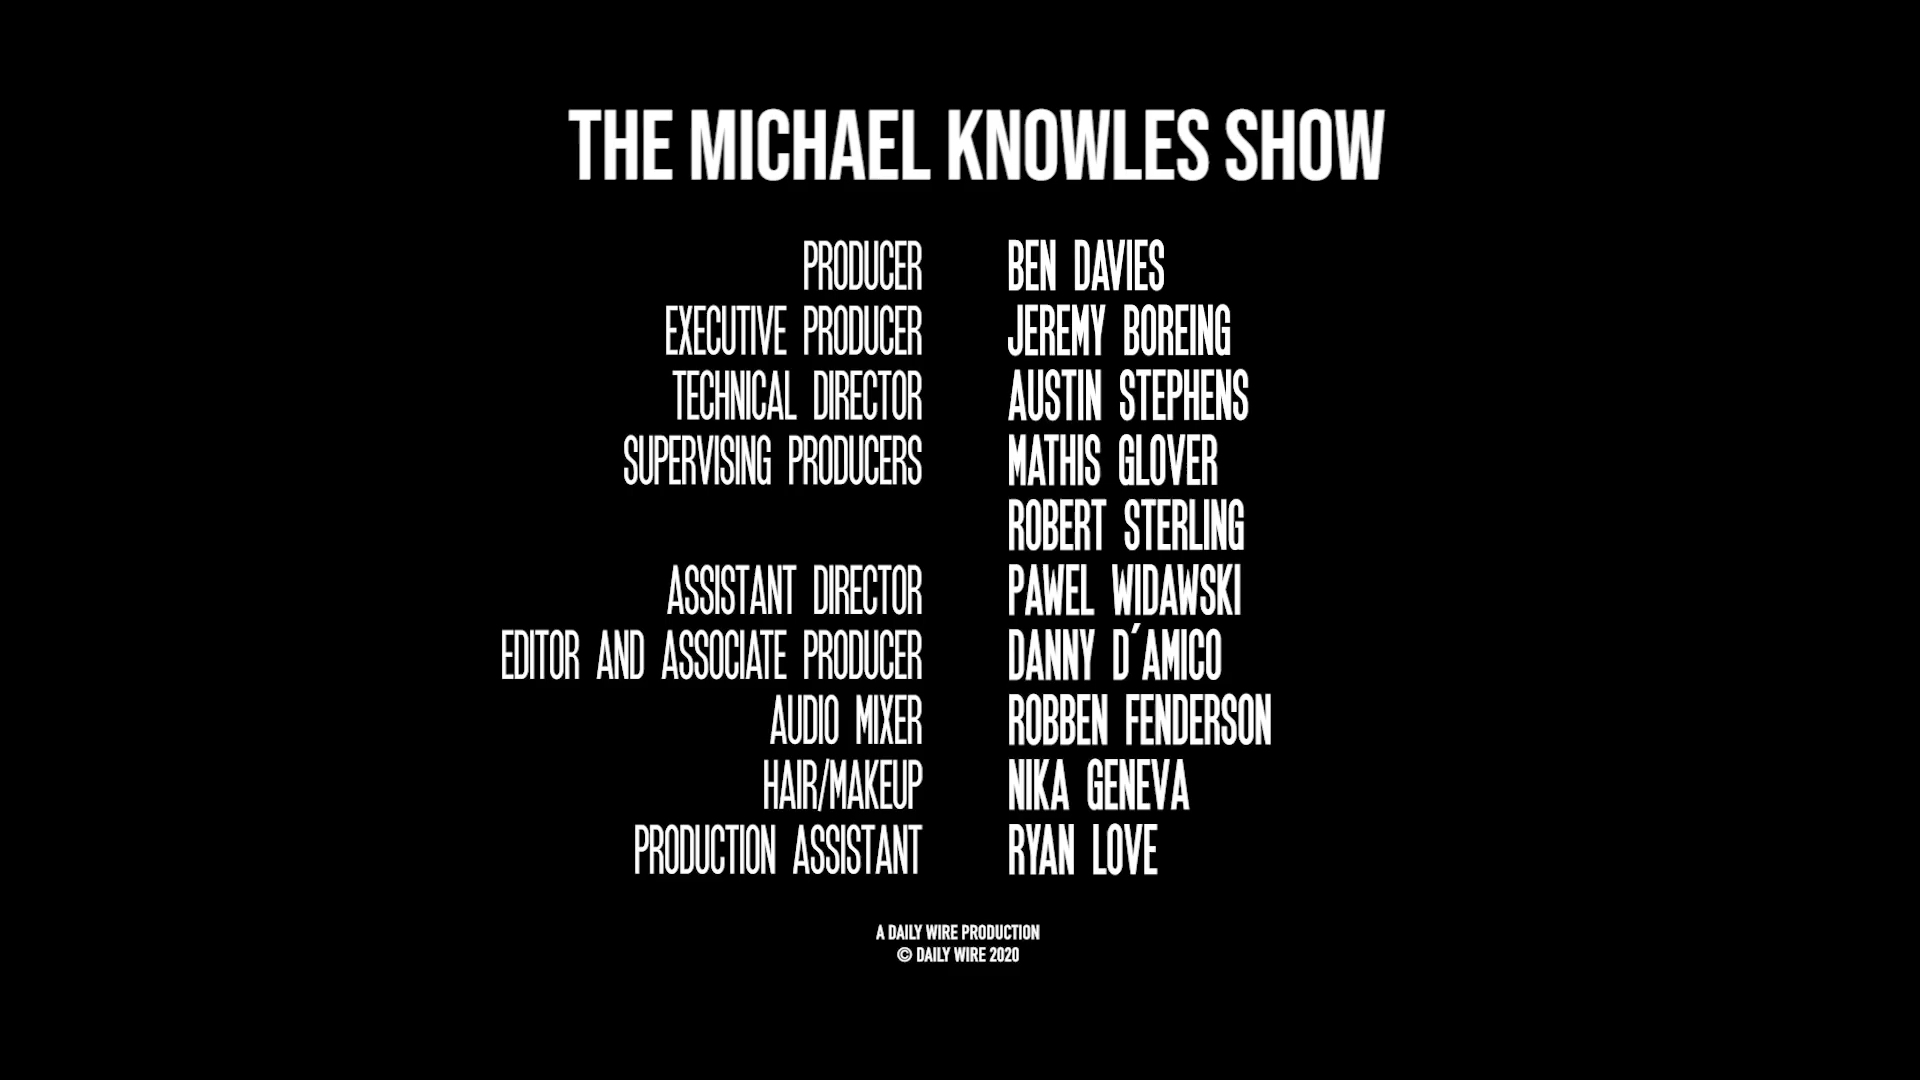 THE MICHAEL KNOWLES SHOW
PRODUCER BEN DAVIES
EXECUTIVE PRODUCER JEREMY BOREING
TECHNICAL DIRECTOR AUSTIN STEPHENS
SUPERVISING PRODUCERS MATHIS GLOVER
ROBERT STERLING
ASSISTANT DIRECTOR PAWEL WIDAWSKI
EDITOR AND ASSOCIATE PRODUCER DANNY D'AMICO
AUDIO MIXER ROBBEN FENDERSON
HAIR/MAKEUP NIKA GENEVA
PRODUCTION ASSISTANT RYAN LOVE
A DAILY WIRE PRODUCTION
© DAILY WIRE 2020